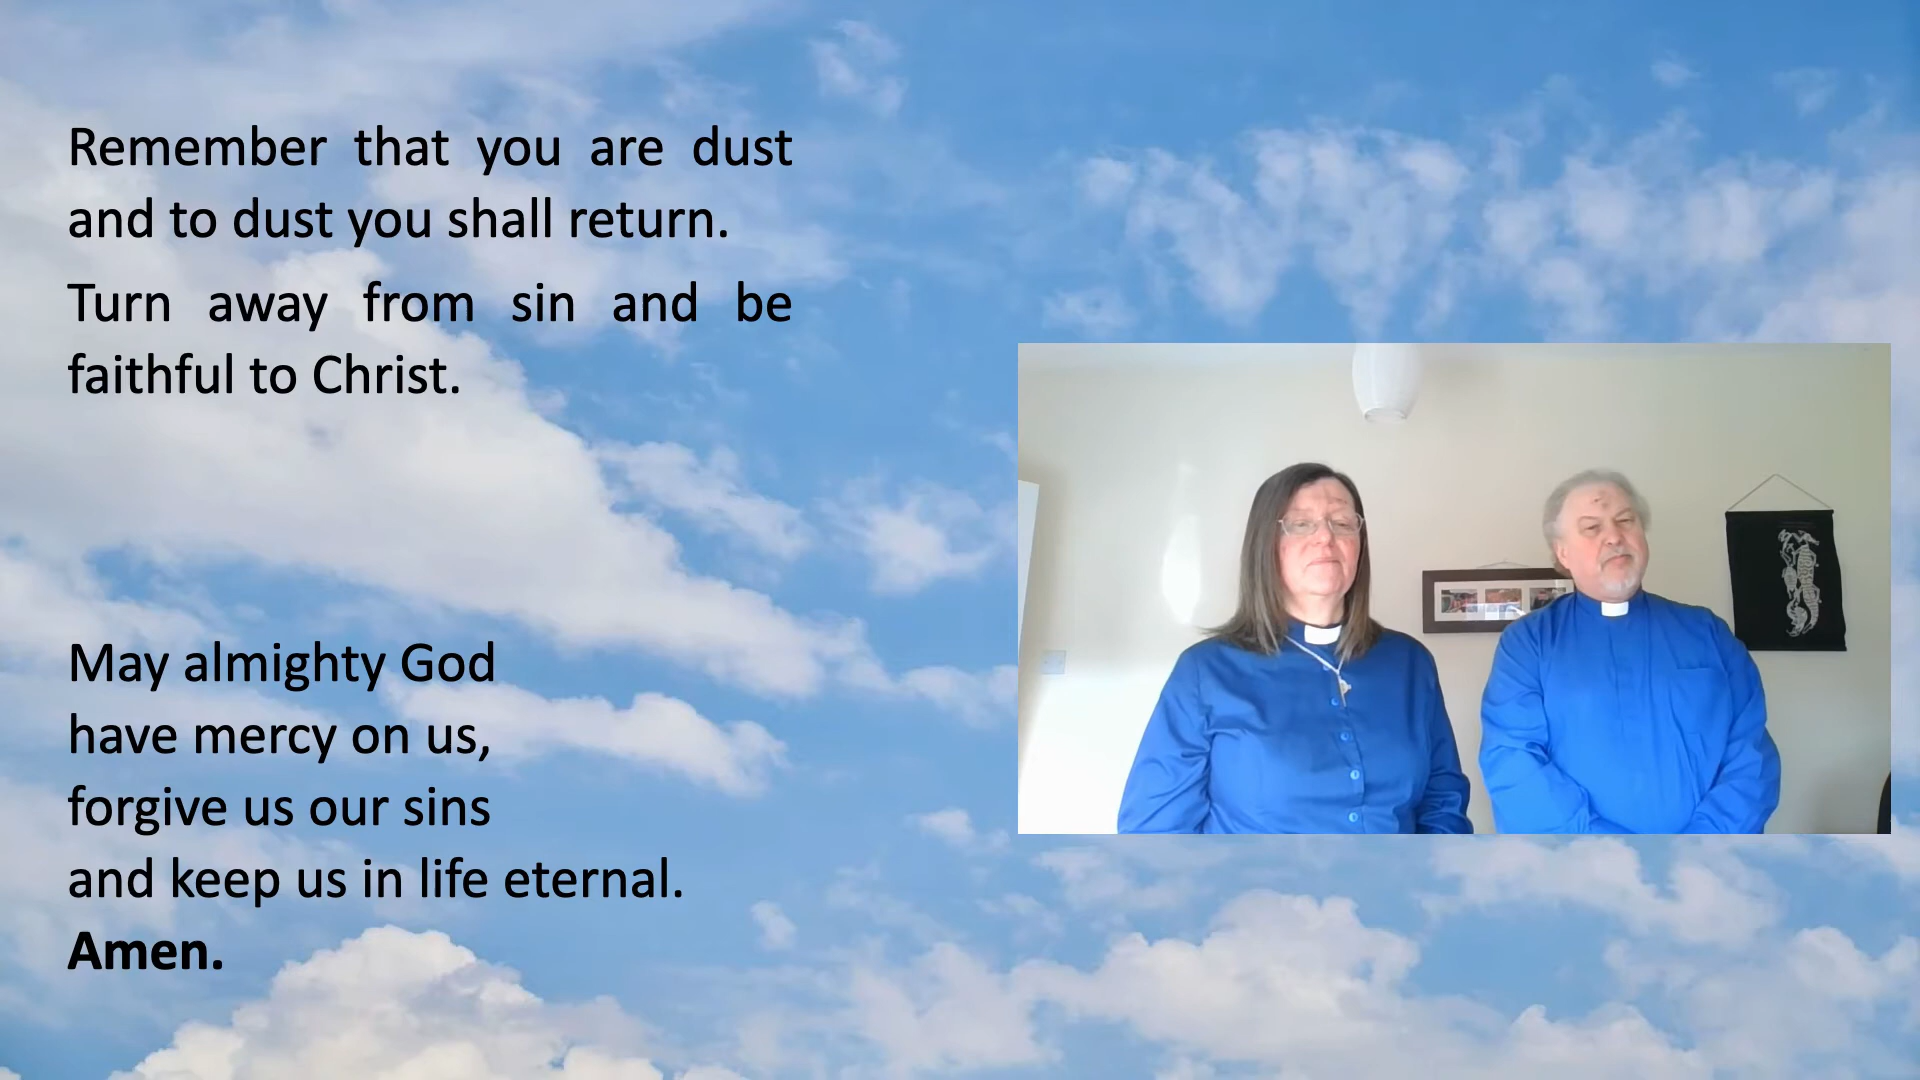 Remember that you are dust
and to dust you shall return.
Turn away from sin and be
faithful to Christ.
May almighty God
have mercy on us,
forgive us our sins
and keep us in life eternal.
Amen.